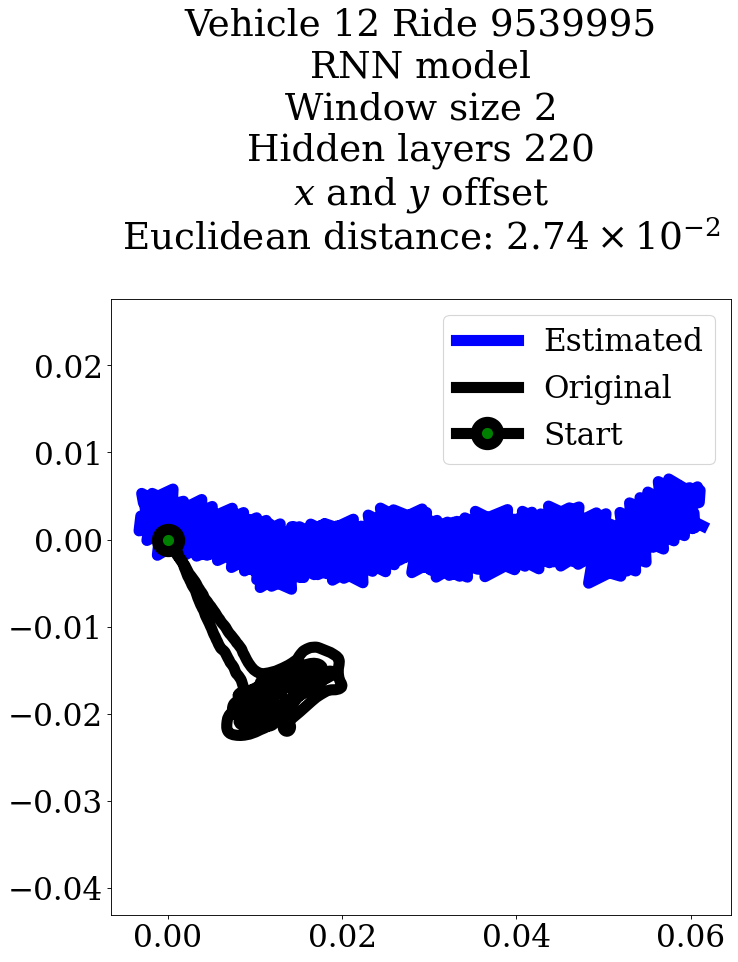 Vehicle 12 Ride 9539995
RNN model
Window size 2
Hidden layers 220
x and y offset
Euclidean distance: 2.74 × 10⁻²
Estimated
Original
Start
0.02
0.01
0.00
−0.01
−0.02
−0.03
−0.04
0.00 0.02 0.04 0.06